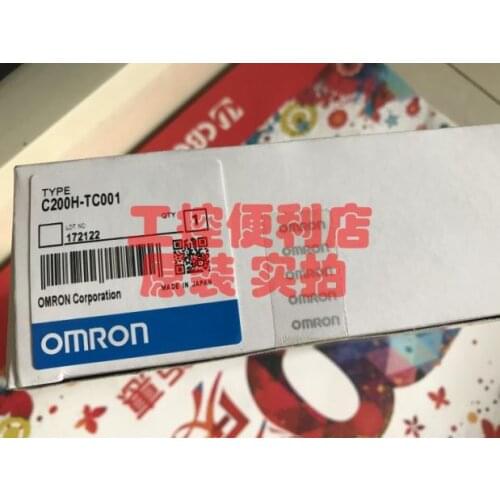 TYPE
C200H-TC001
LOT NO.
QTY
1
172122
MADE IN JAPAN
OMRON Corporation
OMRON
OMRON
OMRON
OMRON
OMRON
OMRON
工控便利店
原装 实拍